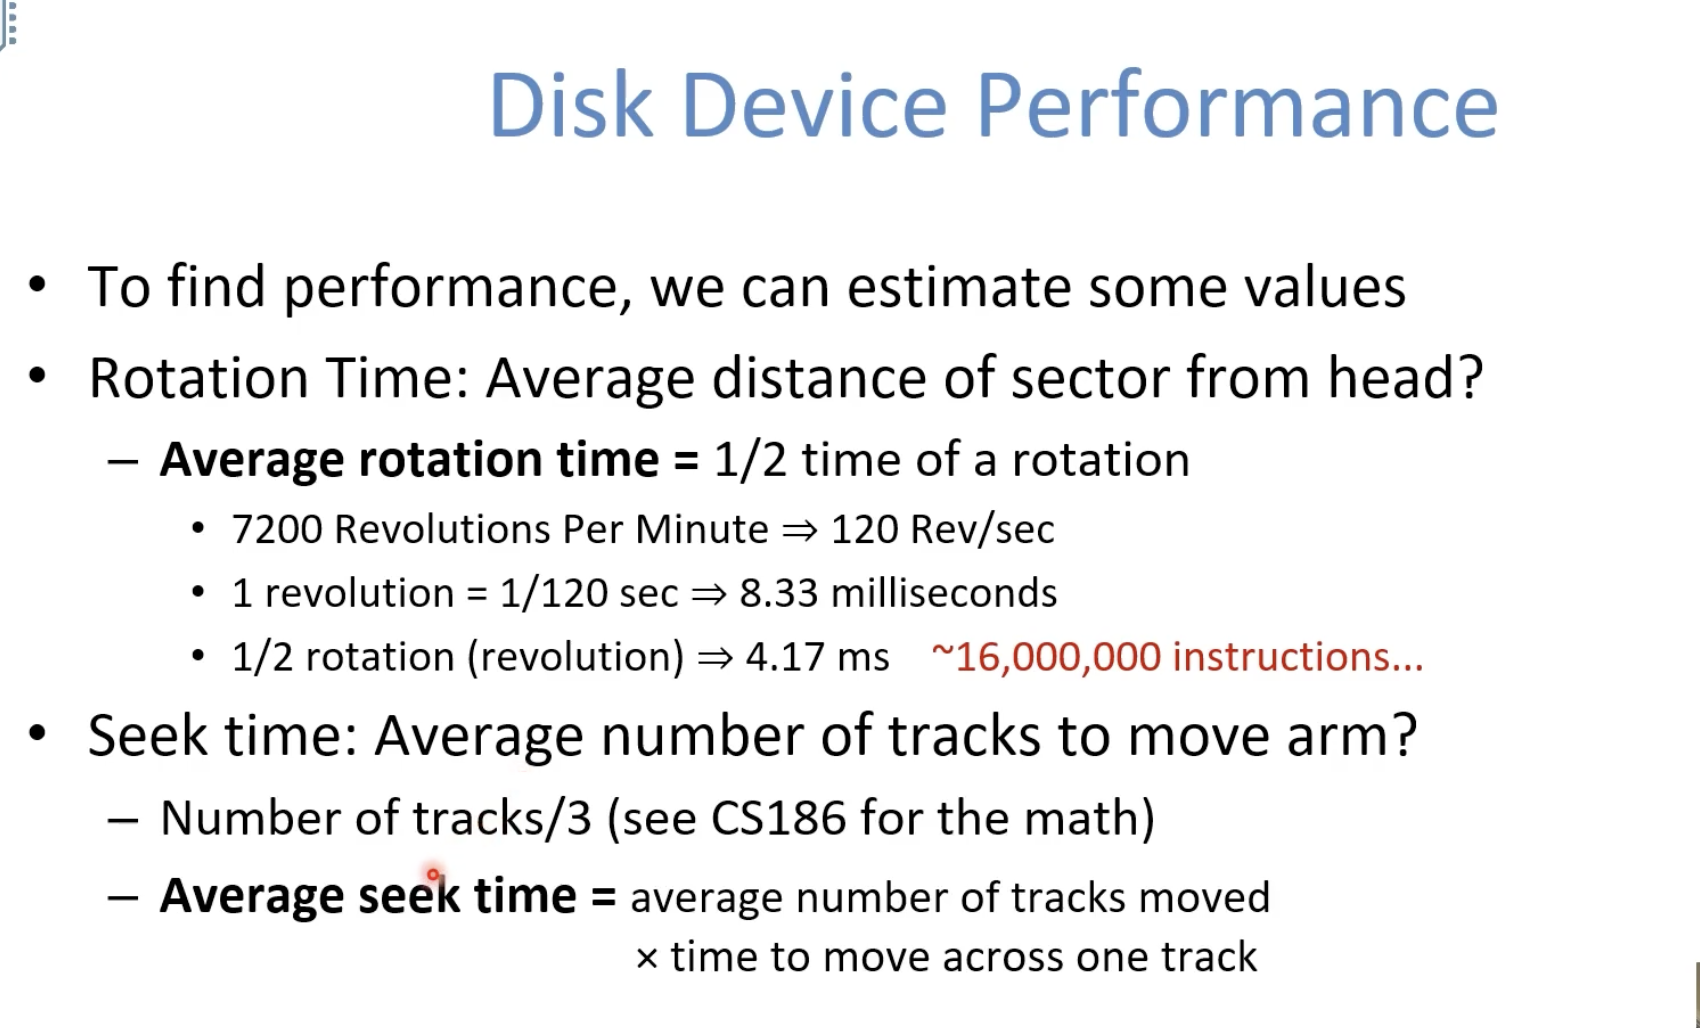 Disk Device Performance
• To find performance, we can estimate some values
• Rotation Time: Average distance of sector from head?
– Average rotation time = 1/2 time of a rotation
• 7200 Revolutions Per Minute ⇒ 120 Rev/sec
• 1 revolution = 1/120 sec ⇒ 8.33 milliseconds
• 1/2 rotation (revolution) ⇒ 4.17 ms ~16,000,000 instructions...
• Seek time: Average number of tracks to move arm?
– Number of tracks/3 (see CS186 for the math)
– Average seek time = average number of tracks moved
× time to move across one track